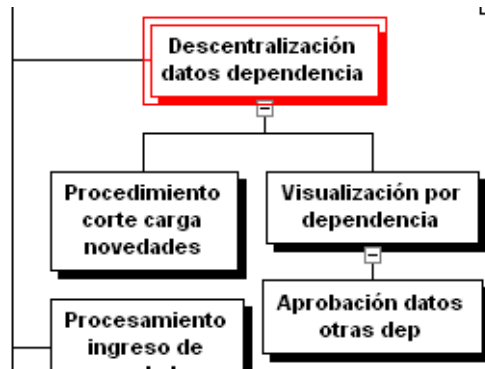 Descentralización
datos dependencia
Procedimiento
corte carga
novedades
Visualización por
dependencia
Aprobación datos
otras dep
Procesamiento
ingreso de